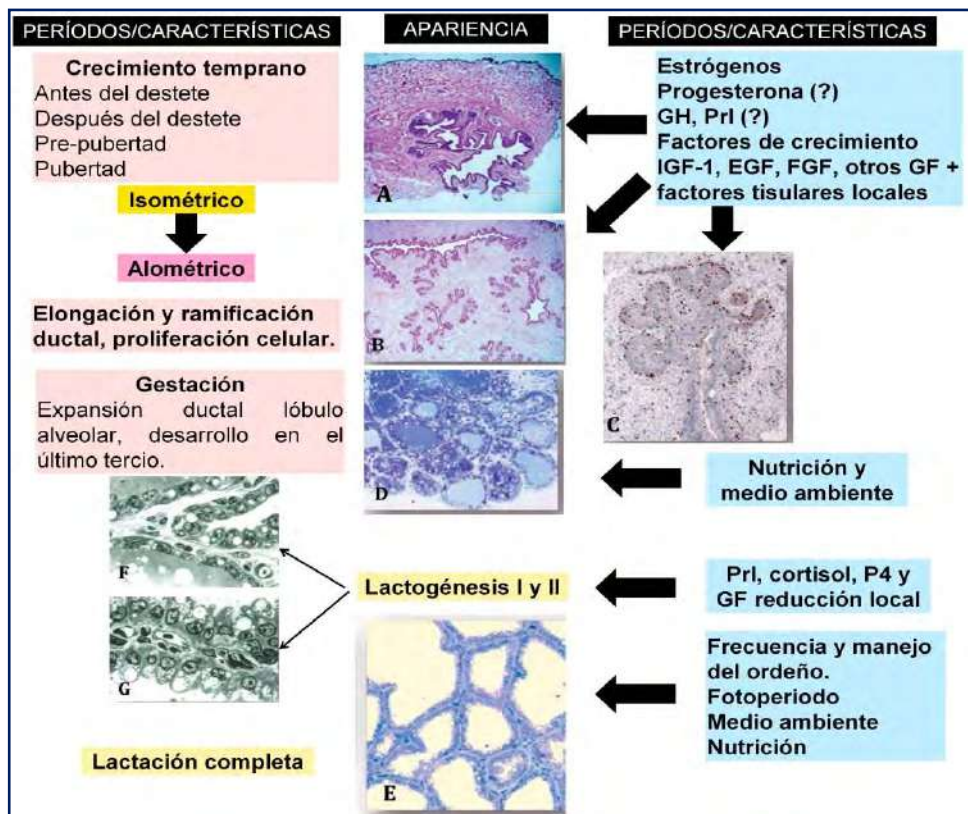 PERÍODOS/CARACTERÍSTICAS
Crecimiento temprano
Antes del destete
Después del destete
Pre-pubertad
Pubertad
Isométrico
Alométrico
Elongación y ramificación
ductal, proliferación celular.
Gestación
Expansión ductal lóbulo
alveolar, desarrollo en el
último tercio.
F
G
Lactación completa
APARIENCIA
A
B
D
Lactogénesis I y II
E
PERÍODOS/CARACTERÍSTICAS
Estrógenos
Progesterona (?)
GH, Prl (?)
Factores de crecimiento
IGF-1, EGF, FGF, otros GF +
factores tisulares locales
C
Nutrición y
medio ambiente
Prl, cortisol, P4 y
GF reducción local
Frecuencia y manejo
del ordeño.
Fotoperiodo
Medio ambiente
Nutrición